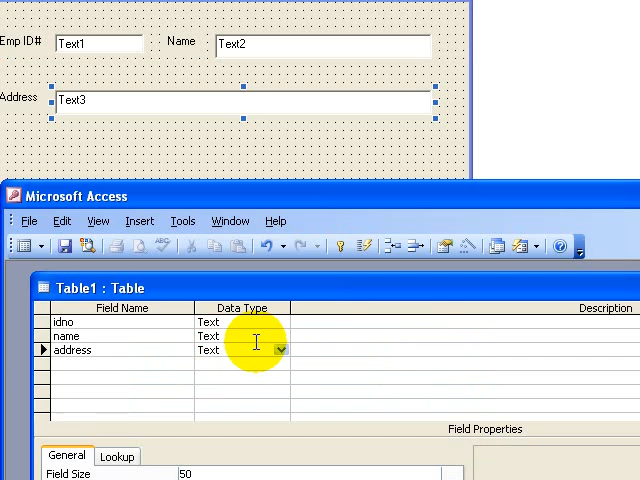 Emp ID# Text1 Name Text2
Address Text3
Microsoft Access
File Edit View Insert Tools Window Help
ABC
Table1 : Table
Field Name Data Type Description
idno Text
name Text
address Text
Field Properties
General Lookup
Field Size 50